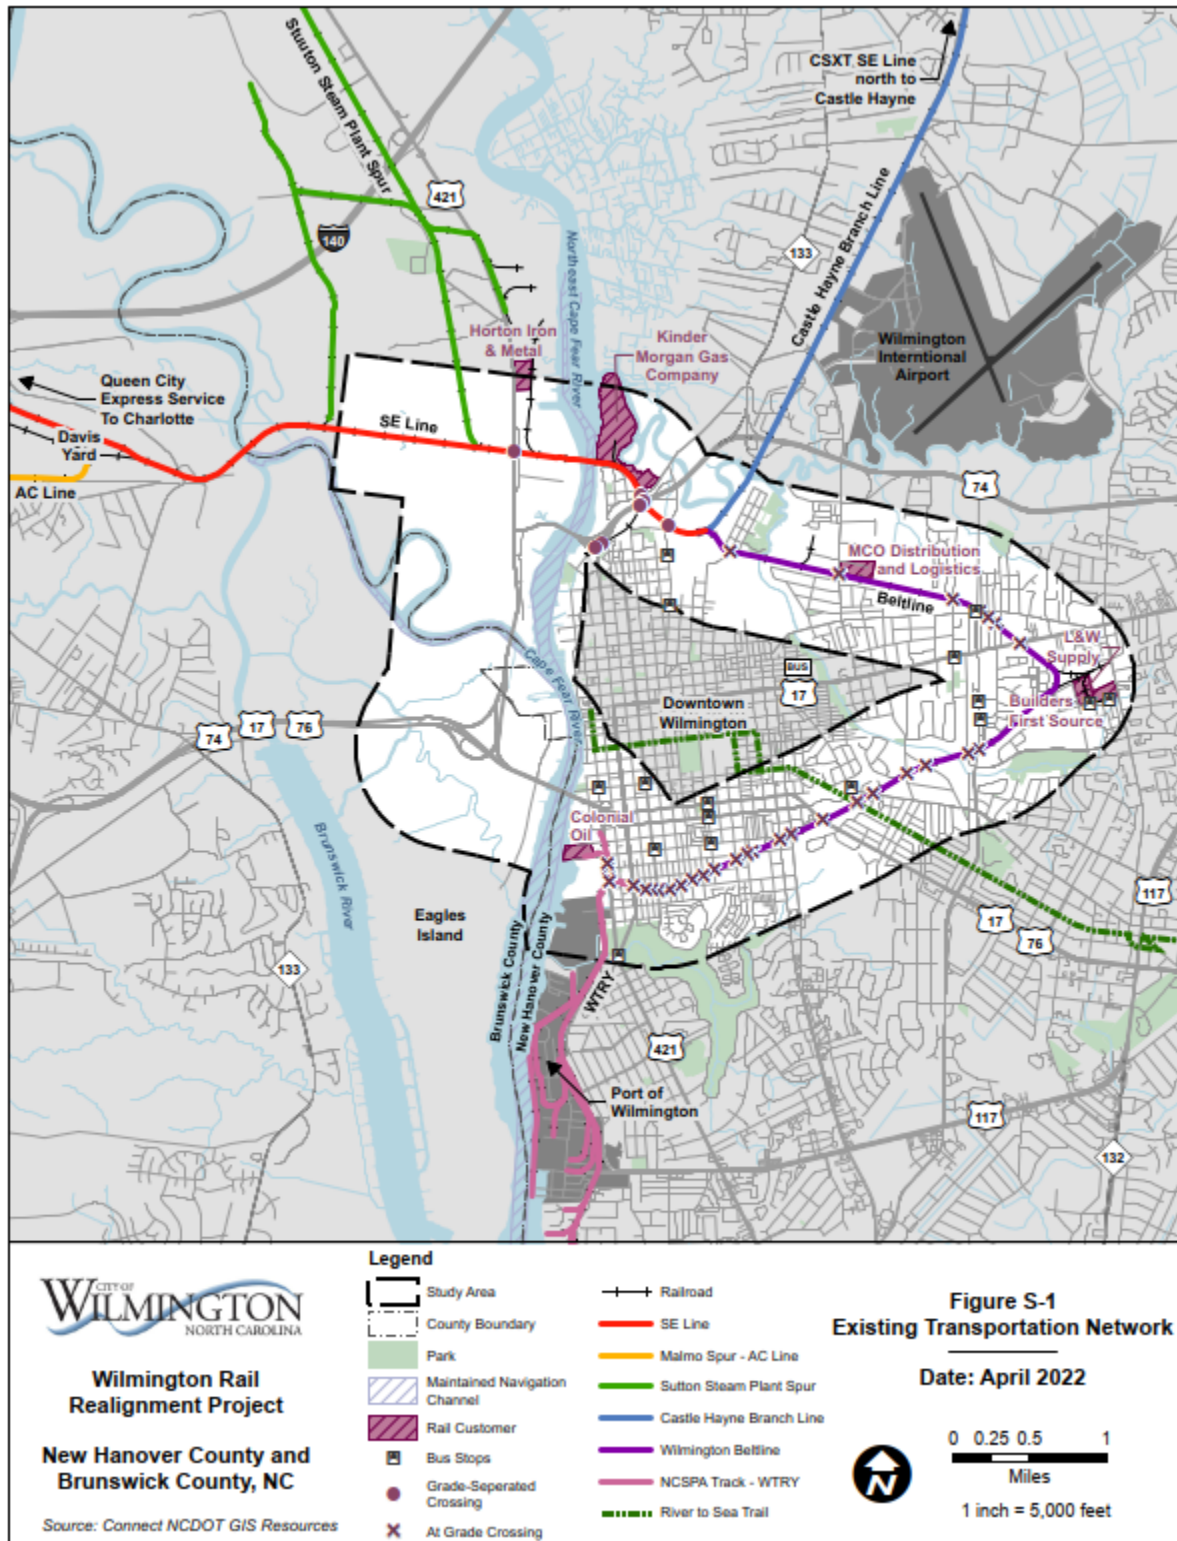 CSXT SE Line
north to
Castle Hayne
Stuuton Steam Plant Spur
421
140
Northeast Cape Fear River
133
Castle Hayne Branch Line
Horton Iron
& Metal
Kinder
Morgan Gas
Company
Wilmington
Interntional
Airport
Queen City
Express Service
To Charlotte
SE Line
Davis
Yard
AC Line
74
MCO Distribution
and Logistics
Beltline
L&W
Supply
Cape Fear River
BUS
17
Downtown
Wilmington
Builders
First Source
74
17
76
Colonial
Oil
Brunswick River
117
Eagles
Island
17
76
133
Brunswick County
New Hanover County
WTRY
421
Port of
Wilmington
117
132
CITY OF
WILMINGTON
NORTH CAROLINA
Wilmington Rail
Realignment Project
New Hanover County and
Brunswick County, NC
Source: Connect NCDOT GIS Resources
Legend
Study Area
County Boundary
Park
Maintained Navigation
Channel
Rail Customer
Bus Stops
Grade-Seperated
Crossing
At Grade Crossing
Railroad
SE Line
Malmo Spur - AC Line
Sutton Steam Plant Spur
Castle Hayne Branch Line
Wilmington Beltline
NCSPA Track - WTRY
River to Sea Trail
Figure S-1
Existing Transportation Network
Date: April 2022
N
0 0.25 0.5 1
Miles
1 inch = 5,000 feet